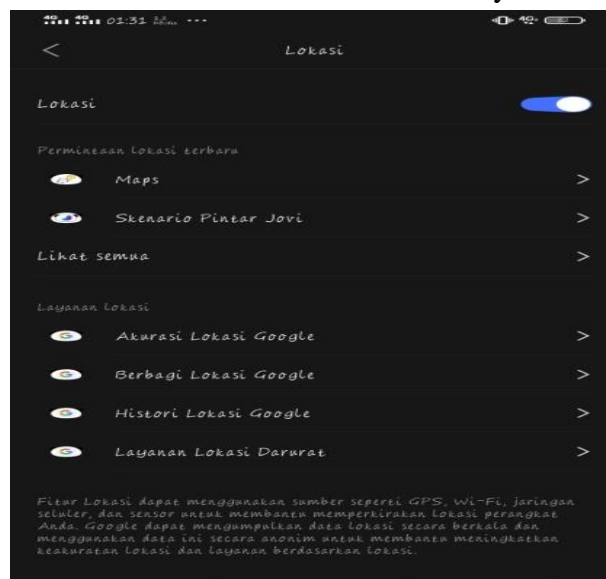 4G 4G 01:31 ...
< Lokasi
Lokasi
Permintaan lokasi terbaru
Maps >
Skenario Pintar Jovi >
Lihat semua >
Layanan lokasi
Akurasi Lokasi Google >
Berbagi Lokasi Google >
Histori Lokasi Google >
Layanan Lokasi Darurat >
Fitur Lokasi dapat menggunakan sumber seperti GPS, Wi-Fi, jaringan
seluler, dan sensor untuk membantu memperkirakan lokasi perangkat
Anda. Google dapat mengumpulkan data lokasi secara berkala dan
menggunakan data ini secara anonim untuk membantu meningkatkan
keakuratan lokasi dan layanan berdasarkan lokasi.